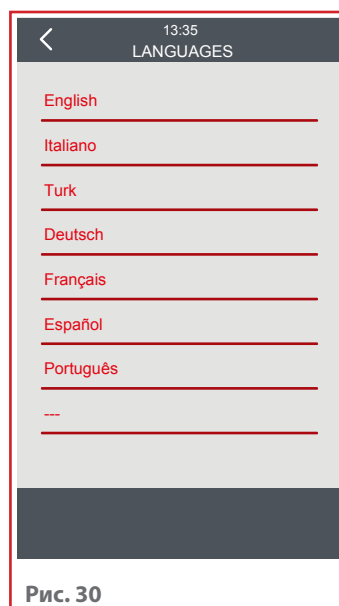 13:35
LANGUAGES
English
Italiano
Turk
Deutsch
Français
Español
Português
---
Рис. 30